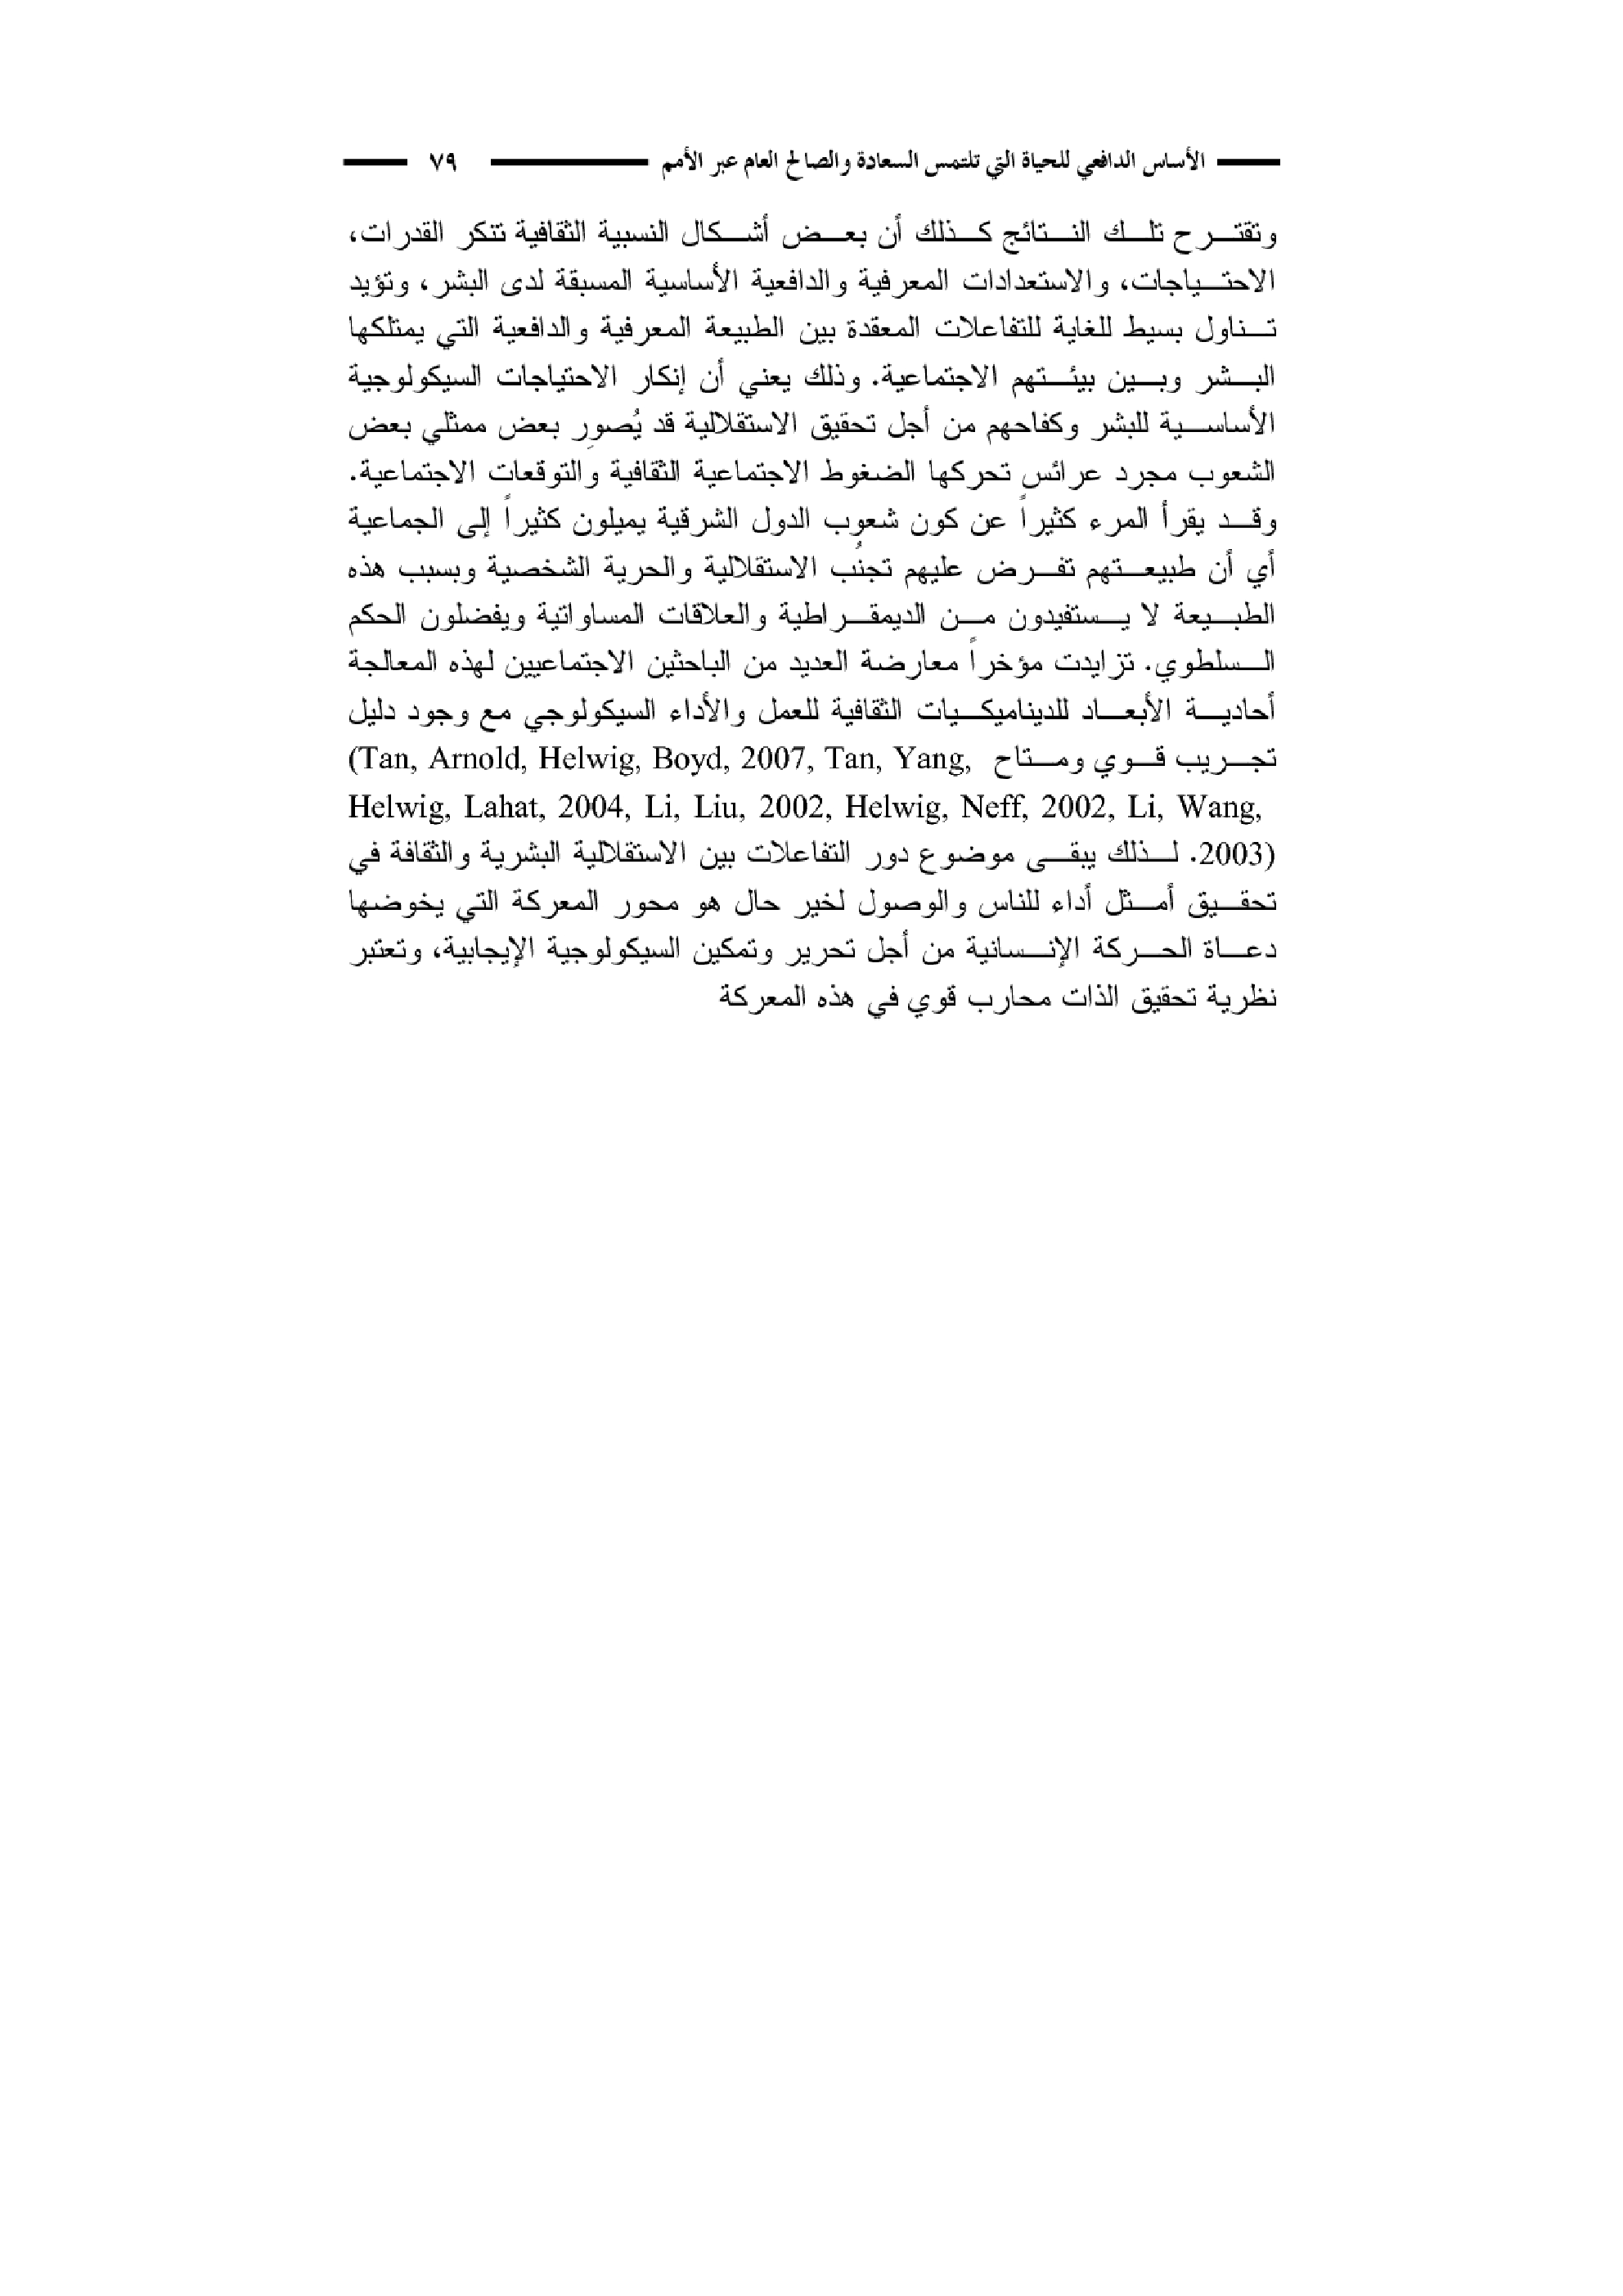 الأساس الدافعي للحياة التي تلتمس السعادة والصالح العام عبر الأمم ٧٩
وتقترح تلك النتائج كذلك أن بعض أشكال النسبية الثقافية تنكر القدرات،
الاحتياجات، والاستعدادات المعرفية والدافعية الأساسية المسبقة لدى البشر، وتؤيد
تناول بسيط للغاية للتفاعلات المعقدة بين الطبيعة المعرفية والدافعية التي يمتلكها
البشر وبين بيئتهم الاجتماعية. وذلك يعني أن إنكار الاحتياجات السيكولوجية
الأساسية للبشر وكفاحهم من أجل تحقيق الاستقلالية قد يُصورِ بعض ممثلي بعض
الشعوب مجرد عرائس تحركها الضغوط الاجتماعية الثقافية والتوقعات الاجتماعية.
وقد يقرأ المرء كثيراً عن كون شعوب الدول الشرقية يميلون كثيراً إلى الجماعية
أي أن طبيعتهم تفرض عليهم تجنُب الاستقلالية والحرية الشخصية وبسبب هذه
الطبيعة لا يستفيدون من الديمقراطية والعلاقات المساواتية ويفضلون الحكم
السلطوي. تزايدت مؤخراً معارضة العديد من الباحثين الاجتماعيين لهذه المعالجة
أحادية الأبعاد للديناميكيات الثقافية للعمل والأداء السيكولوجي مع وجود دليل
تجريب قوي ومتاح (Tan, Arnold, Helwig, Boyd, 2007, Tan, Yang,
Helwig, Lahat, 2004, Li, Liu, 2002, Helwig, Neff, 2002, Li, Wang,
2003). لذلك يبقى موضوع دور التفاعلات بين الاستقلالية البشرية والثقافة في
تحقيق أمثل أداء للناس والوصول لخير حال هو محور المعركة التي يخوضها
دعاة الحركة الإنسانية من أجل تحرير وتمكين السيكولوجية الإيجابية، وتعتبر
نظرية تحقيق الذات محارب قوي في هذه المعركة